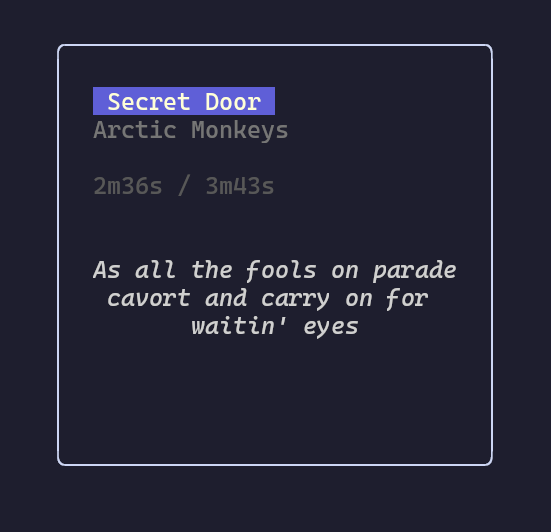 Secret Door
Arctic Monkeys
2m36s / 3m43s
As all the fools on parade
cavort and carry on for
waitin' eyes